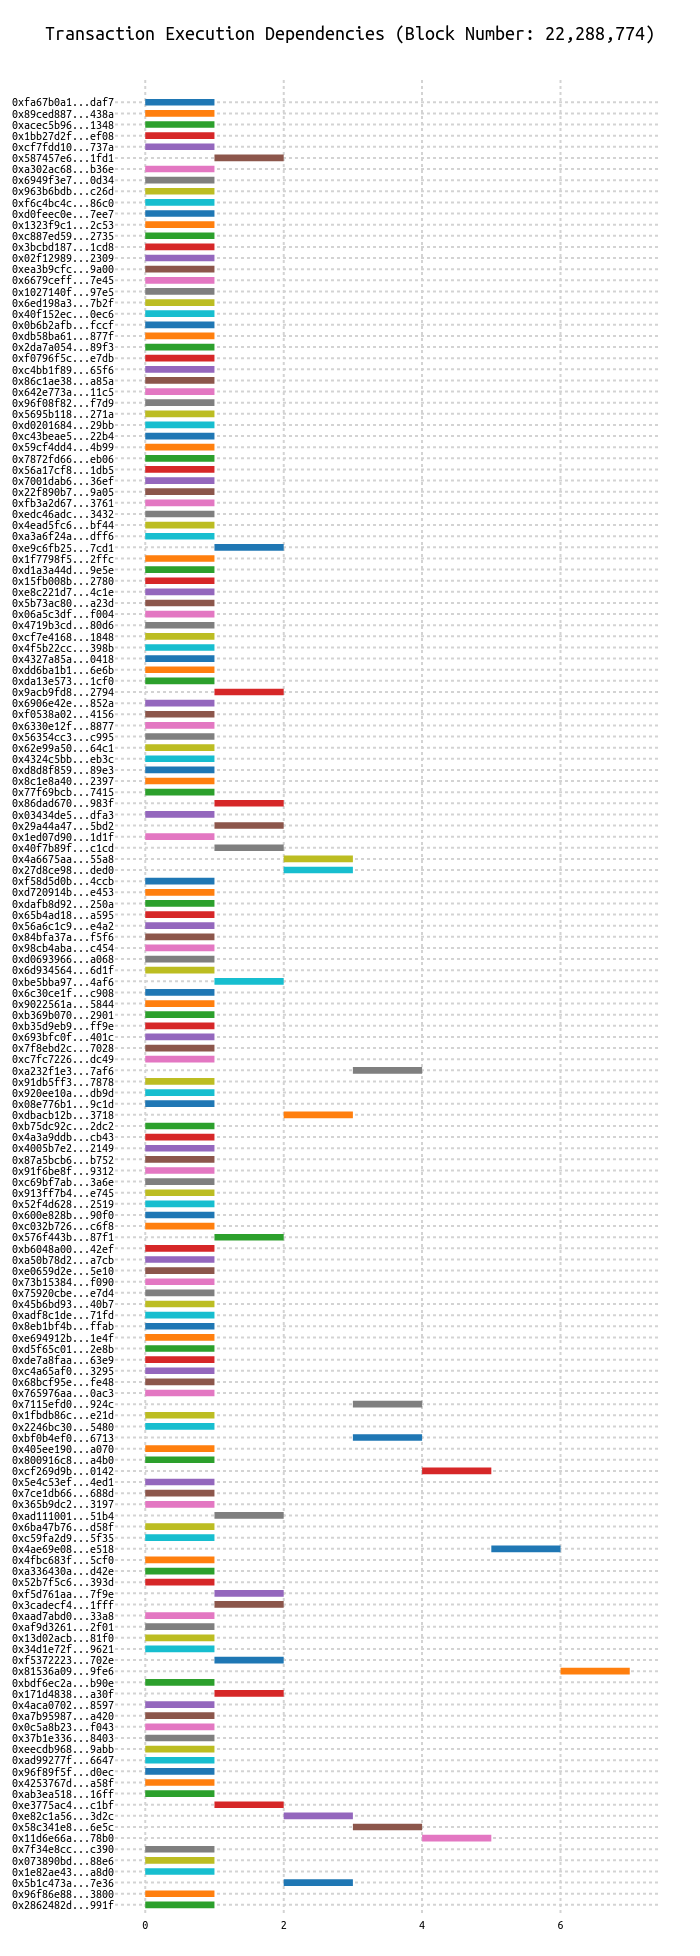 Transaction Execution Dependencies (Block Number: 22,288,774)
0xfa67b0a1...daf7
0x89ced887...438a
0xacec5b96...1348
0x1bb27d2f...ef08
0xcf7fdd10...737a
0x587457e6...1fd1
0xa302ac68...b36e
0x6949f3e7...0d34
0x963b6bdb...c26d
0xf6c4bc4c...86c0
0xd0feec0e...7ee7
0x1323f9c1...2c53
0xc887ed59...2735
0x3bcbd187...1cd8
0x02f12989...2309
0xea3b9cfc...9a00
0x6679ceff...7e45
0x1027140f...97e5
0x6ed198a3...7b2f
0x40f152ec...0ec6
0x0b6b2afb...fccf
0xdb58ba61...877f
0x2da7a054...89f3
0xf0796f5c...e7db
0xc4bb1f89...65f6
0x86c1ae38...a85a
0x642e773a...11c5
0x96f08f82...f7d9
0x5695b118...271a
0xd0201684...29bb
0xc43beae5...22b4
0x59cf4dd4...4b99
0x7872fd66...eb06
0x56a17cf8...1db5
0x7001dab6...36ef
0x22f890b7...9a05
0xfb3a2d67...3761
0xedc46adc...3432
0x4ead5fc6...bf44
0xa3a6f24a...dff6
0xe9c6fb25...7cd1
0x1f7798f5...2ffc
0xd1a3a44d...9e5e
0x15fb008b...2780
0xe8c221d7...4c1e
0x5b73ac80...a23d
0x06a5c3df...f004
0x4719b3cd...80d6
0xcf7e4168...1848
0x4f5b22cc...398b
0x4327a85a...0418
0xdd6ba1b1...6e6b
0xda13e573...1cf0
0x9acb9fd8...2794
0x6906e42e...852a
0xf0538a02...4156
0x6330e12f...8877
0x56354cc3...c995
0x62e99a50...64c1
0x4324c5bb...eb3c
0xd8d8f859...89e3
0x8c1e8a40...2397
0x77f69bcb...7415
0x86dad670...983f
0x03434de5...dfa3
0x29a44a47...5bd2
0x1ed07d90...1d1f
0x40f7b89f...c1cd
0x4a6675aa...55a8
0x27d8ce98...ded0
0xf58d5d0b...4ccb
0xd720914b...e453
0xdafb8d92...250a
0x65b4ad18...a595
0x56a6c1c9...e4a2
0x84bfa37a...f5f6
0x98cb4aba...c454
0xd0693966...a068
0x6d934564...6d1f
0xbe5bba97...4af6
0x6c30ce1f...c908
0x9022561a...5844
0xb369b070...2901
0xb35d9eb9...ff9e
0x693bfc0f...401c
0x7f8ebd2c...7028
0xc7fc7226...dc49
0xa232f1e3...7af6
0x91db5ff3...7878
0x920ee10a...db9d
0x08e776b1...9c1d
0xdbacb12b...3718
0xb75dc92c...2dc2
0x4a3a9ddb...cb43
0x4005b7e2...2149
0x87a5bcb6...b752
0x91f6be8f...9312
0xc69bf7ab...3a6e
0x913ff7b4...e745
0x52f4d628...2519
0x600e828b...90f0
0xc032b726...c6f8
0x576f443b...87f1
0xb6048a00...42ef
0xa50b78d2...a7cb
0xe0659d2e...5e10
0x73b15384...f090
0x75920cbe...e7d4
0x45b6bd93...40b7
0xadf8c1de...71fd
0x8eb1bf4b...ffab
0xe694912b...1e4f
0xd5f65c01...2e8b
0xde7a8faa...63e9
0xc4a65af0...3295
0x68bcf95e...fe48
0x765976aa...0ac3
0x7115efd0...924c
0x1fbdb86c...e21d
0x2246bc30...5480
0xbf0b4ef0...6713
0x405ee190...a070
0x800916c8...a4b0
0xcf269d9b...0142
0x5e4c53ef...4ed1
0x7ce1db66...688d
0x365b9dc2...3197
0xad111001...51b4
0x6ba47b76...d58f
0xc59fa2d9...5f35
0x4ae69e08...e518
0x4fbc683f...5cf0
0xa336430a...d42e
0x52b7f5c6...393d
0xf5d761aa...7f9e
0x3cadecf4...1fff
0xaad7abd0...33a8
0xaf9d3261...2f01
0x13d02acb...81f0
0x34d1e72f...9621
0xf5372223...702e
0x81536a09...9fe6
0xbdf6ec2a...b90e
0x171d4838...a30f
0x4aca0702...8597
0xa7b95987...a420
0x0c5a8b23...f043
0x37b1e336...8403
0xeecdb968...9abb
0xad99277f...6647
0x96f89f5f...d0ec
0x4253767d...a58f
0xab3ea518...16ff
0xe3775ac4...c1bf
0xe82c1a56...3d2c
0x58c341e8...6e5c
0x11d6e66a...78b0
0x7f34e8cc...c390
0x073890bd...88e6
0x1e82ae43...a8d0
0x5b1c473a...7e36
0x96f86e88...3800
0x2862482d...991f
0 2 4 6